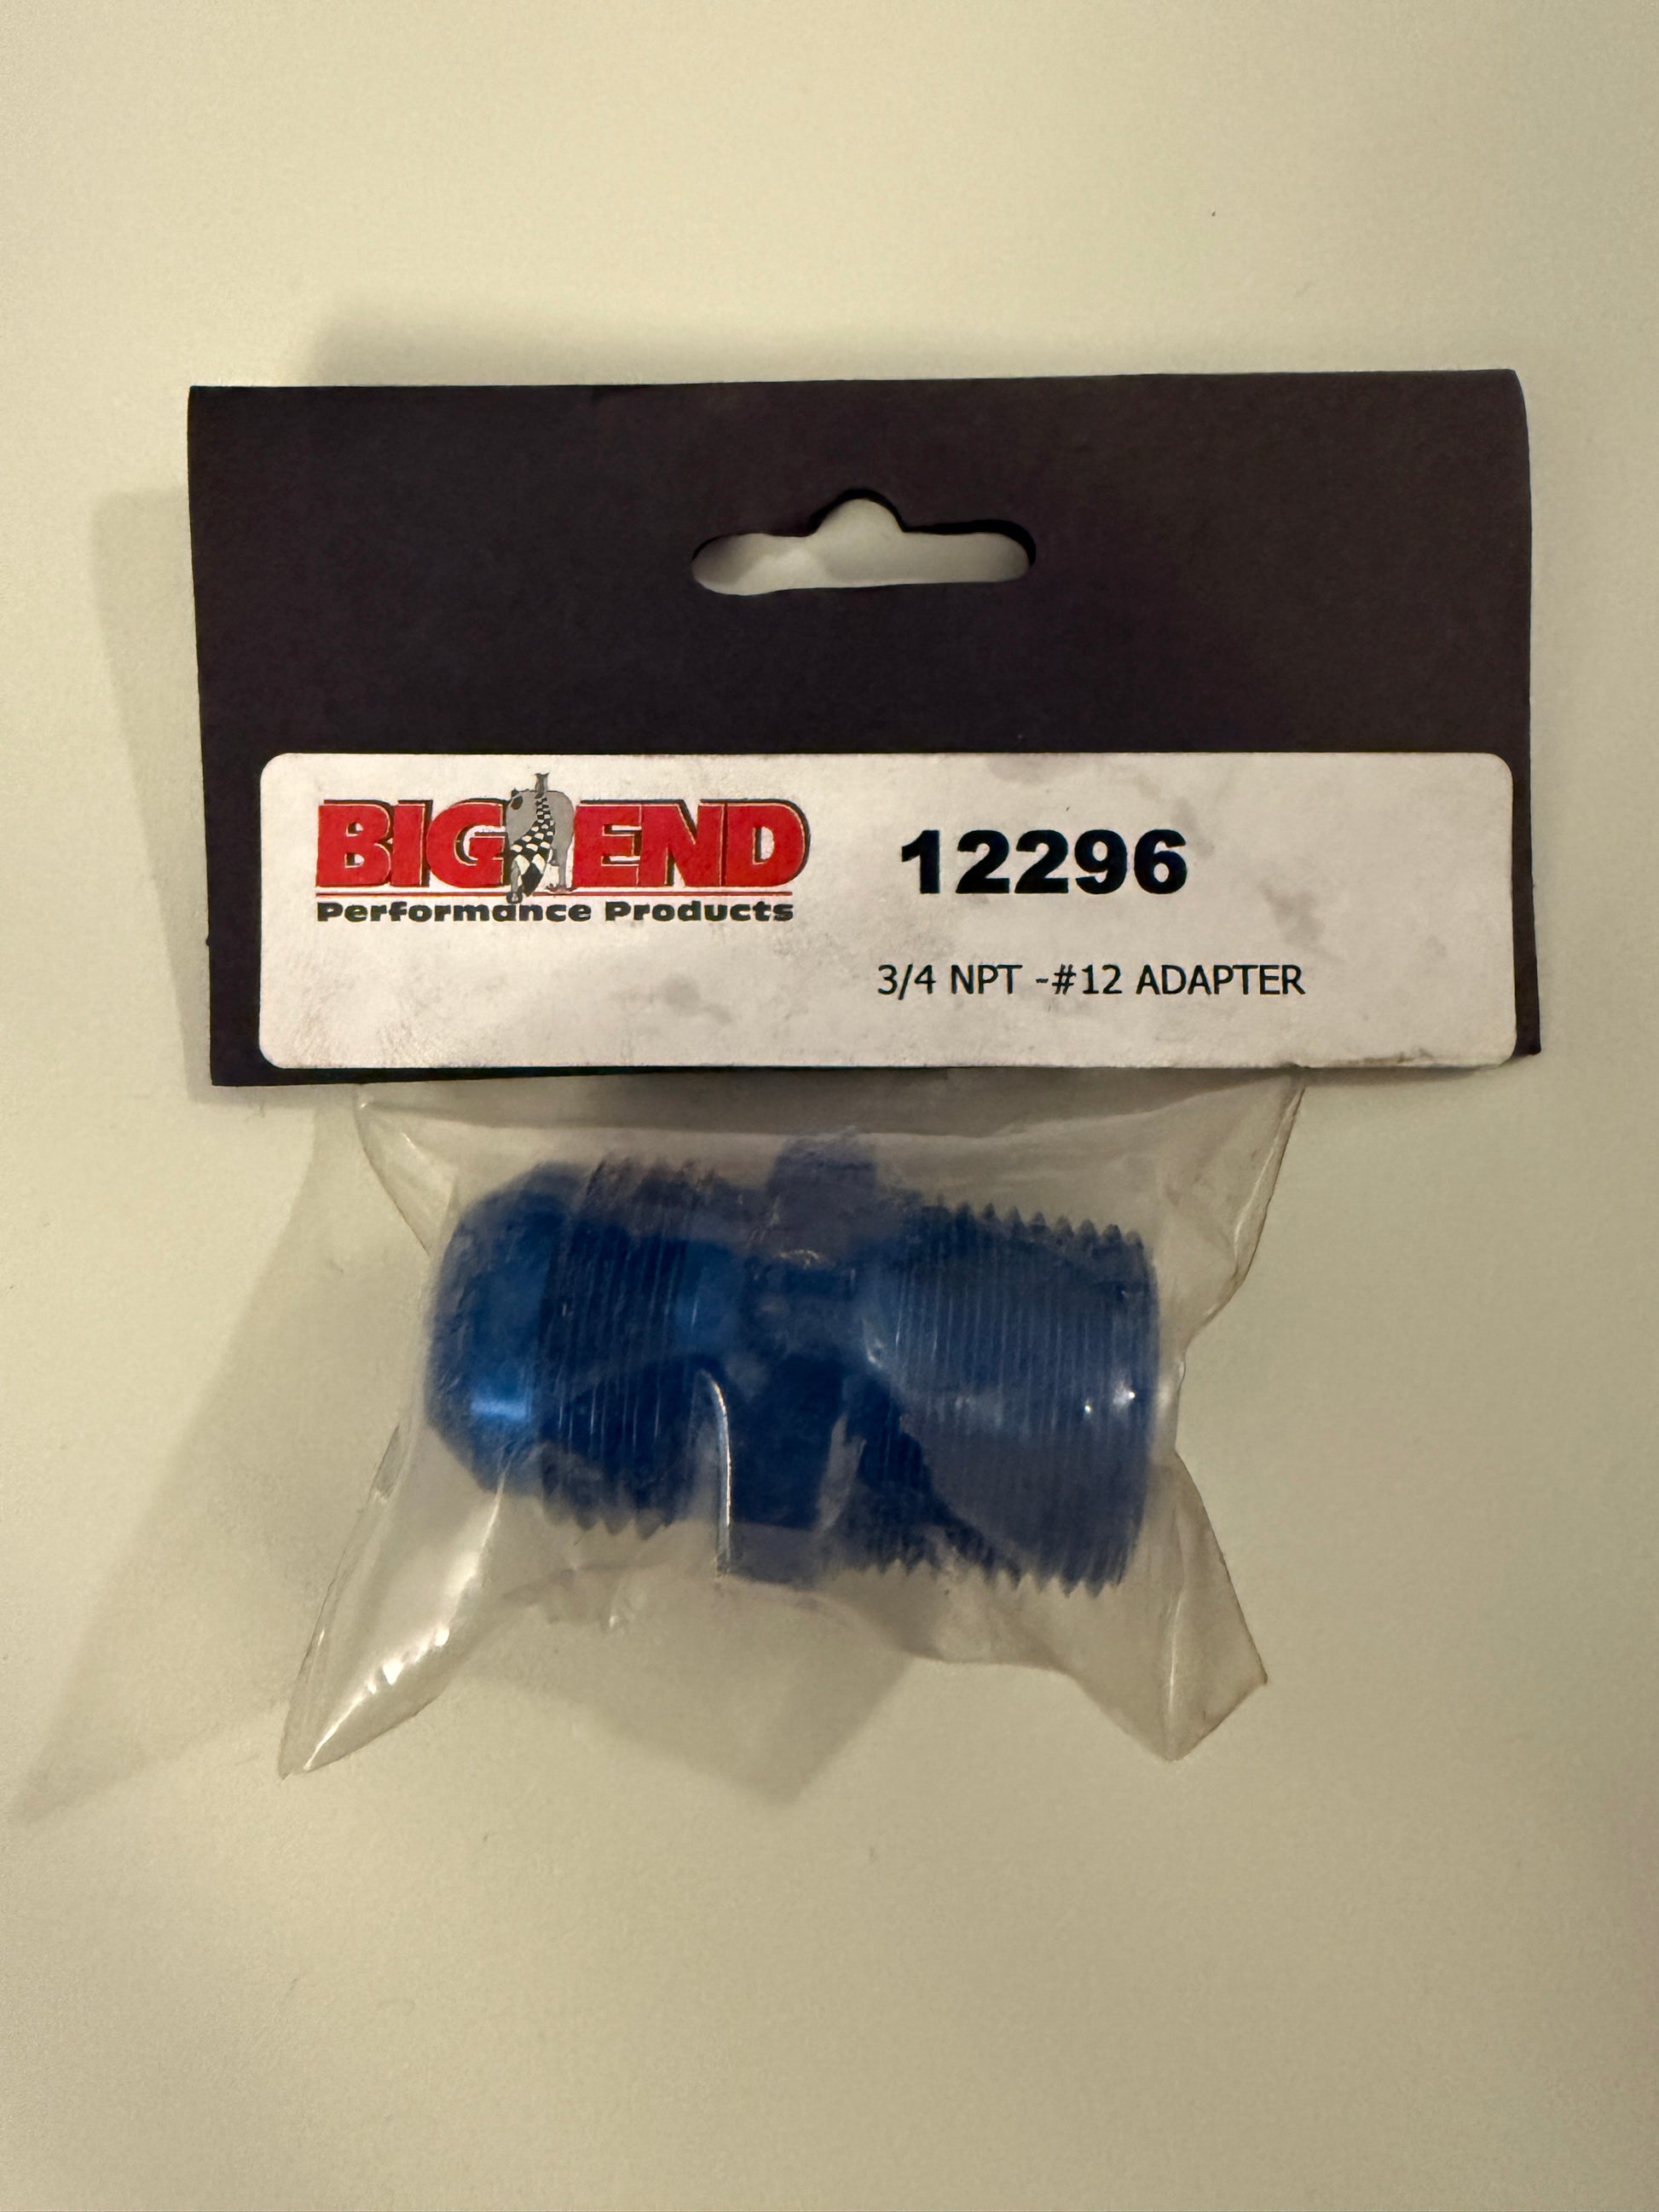 BIG END
Performance Products
12296
3/4 NPT -#12 ADAPTER